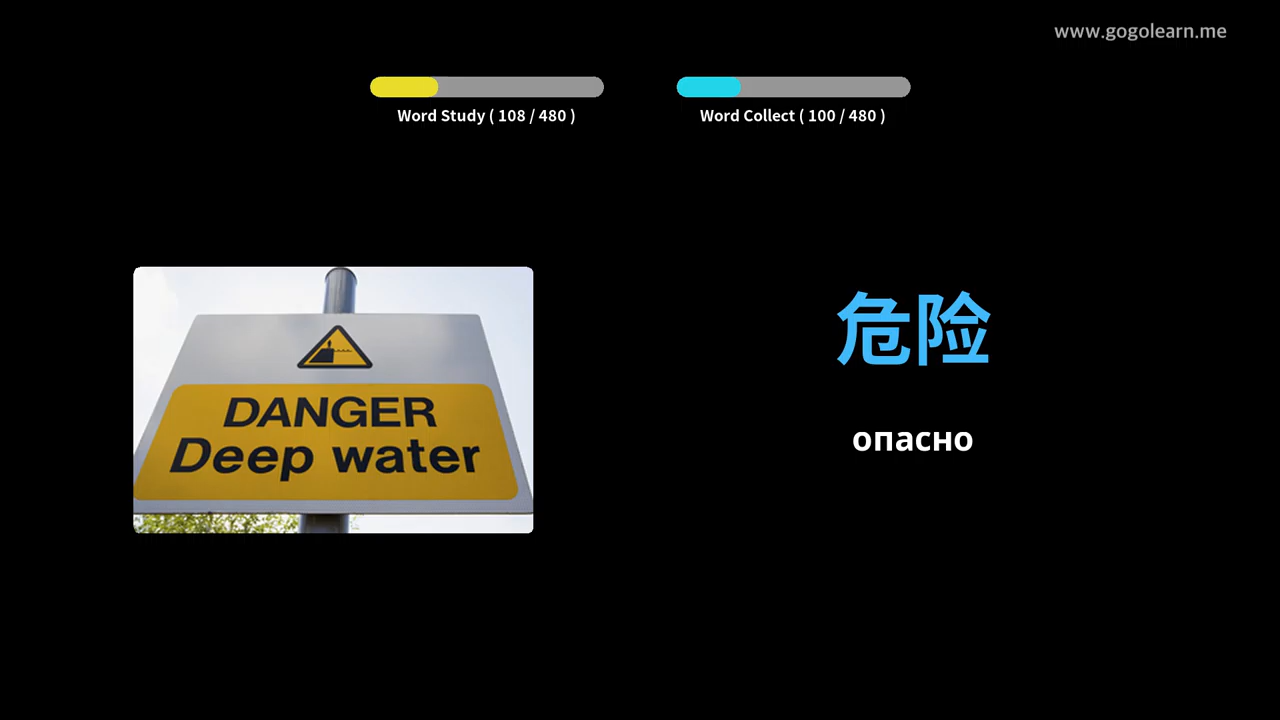 www.gogolearn.me
Word Study ( 108 / 480 )
Word Collect ( 100 / 480 )
DANGER
Deep water
危险
опасно